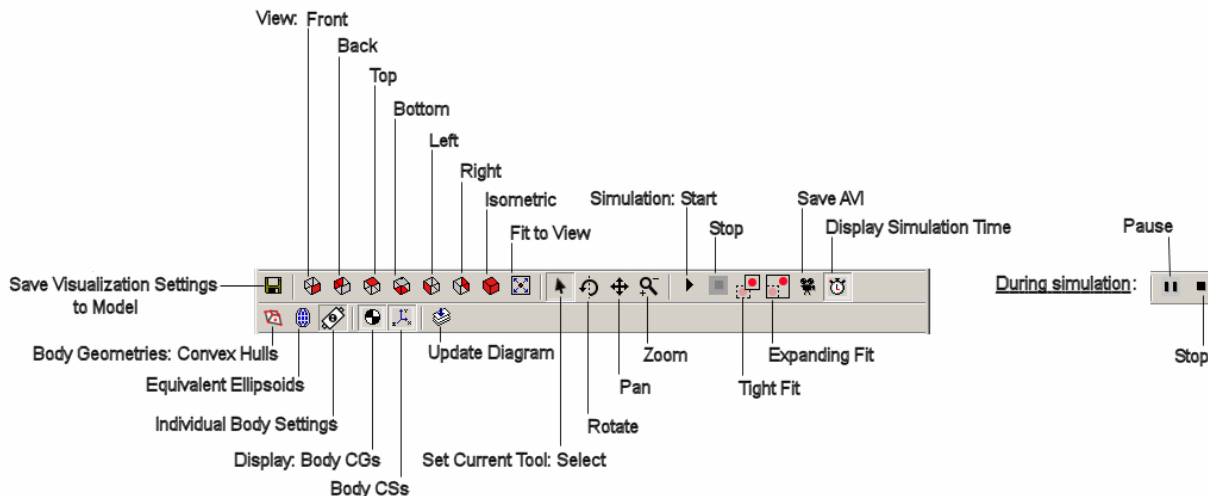 View: Front
Back
Top
Bottom
Left
Right
Isometric
Fit to View
Simulation: Start
Stop
Save AVI
Display Simulation Time
Pause
Save Visualization Settings
to Model
During simulation:
Body Geometries: Convex Hulls
Equivalent Ellipsoids
Individual Body Settings
Display: Body CGs
Body CSs
Update Diagram
Set Current Tool: Select
Rotate
Pan
Zoom
Tight Fit
Expanding Fit
Stop